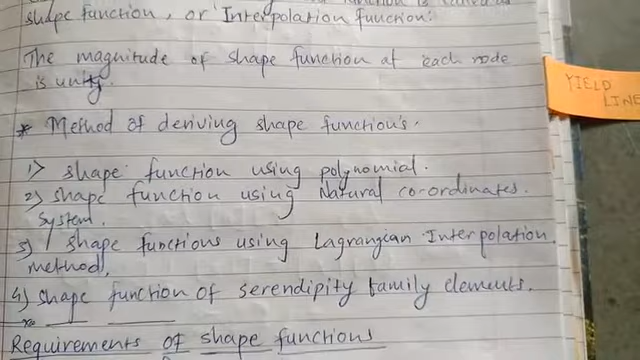 shape function, or Interpolation function:
The magnitude of shape function at each node
is unity.
* Method of deriving shape function's.
1) shape function using polynomial.
2) shape function using Natural co-ordinates.
system.
3) shape functions using Lagrangian Interpolation
method.
4) shape function of serendipity family elements.
Requirements of shape functions
YIELD
LINE